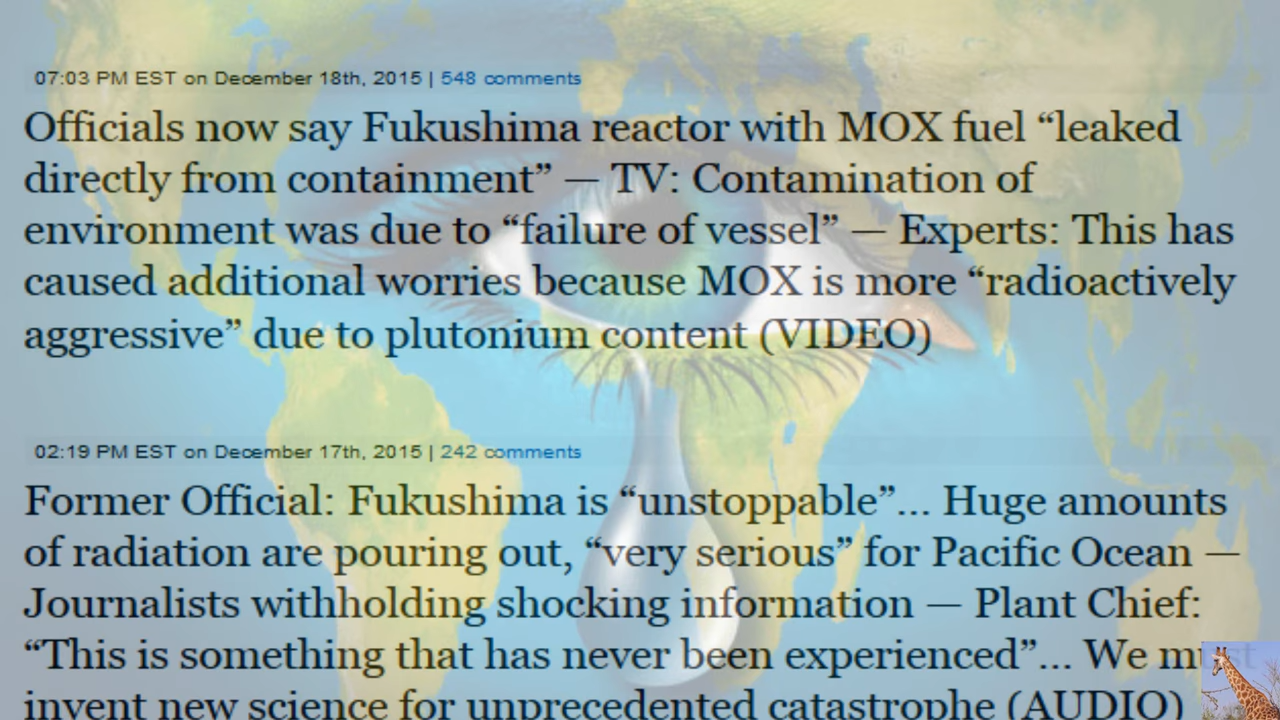 07:03 PM EST on December 18th, 2015 | 548 comments
Officials now say Fukushima reactor with MOX fuel “leaked
directly from containment” — TV: Contamination of
environment was due to “failure of vessel” — Experts: This has
caused additional worries because MOX is more “radioactively
aggressive” due to plutonium content (VIDEO)
02:19 PM EST on December 17th, 2015 | 242 comments
Former Official: Fukushima is “unstoppable”... Huge amounts
of radiation are pouring out, “very serious” for Pacific Ocean —
Journalists withholding shocking information — Plant Chief:
“This is something that has never been experienced”... We must
invent new science for unprecedented catastrophe (AUDIO)